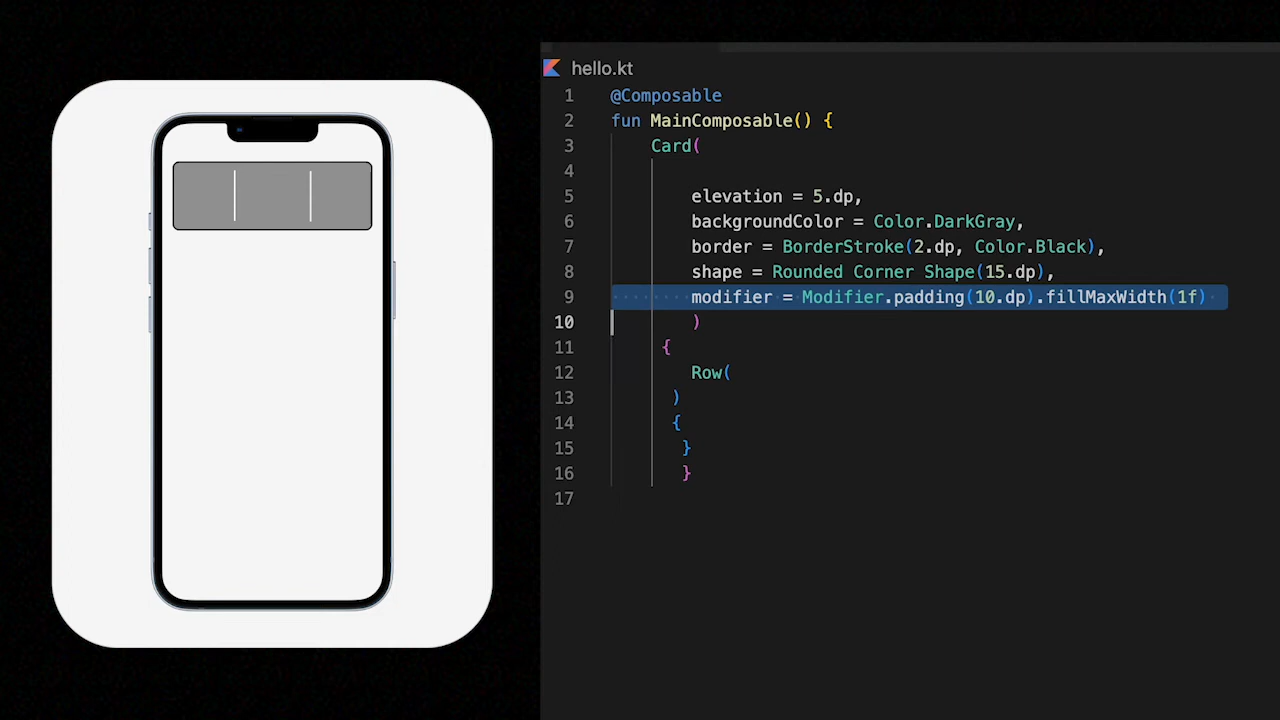 hello.kt
1 @Composable
2 fun MainComposable() {
3 Card(
4
5 elevation = 5.dp,
6 backgroundColor = Color.DarkGray,
7 border = BorderStroke(2.dp, Color.Black),
8 shape = Rounded Corner Shape(15.dp),
9 modifier = Modifier.padding(10.dp).fillMaxWidth(1f)
10 )
11 {
12 Row(
13 )
14 {
15 }
16 }
17